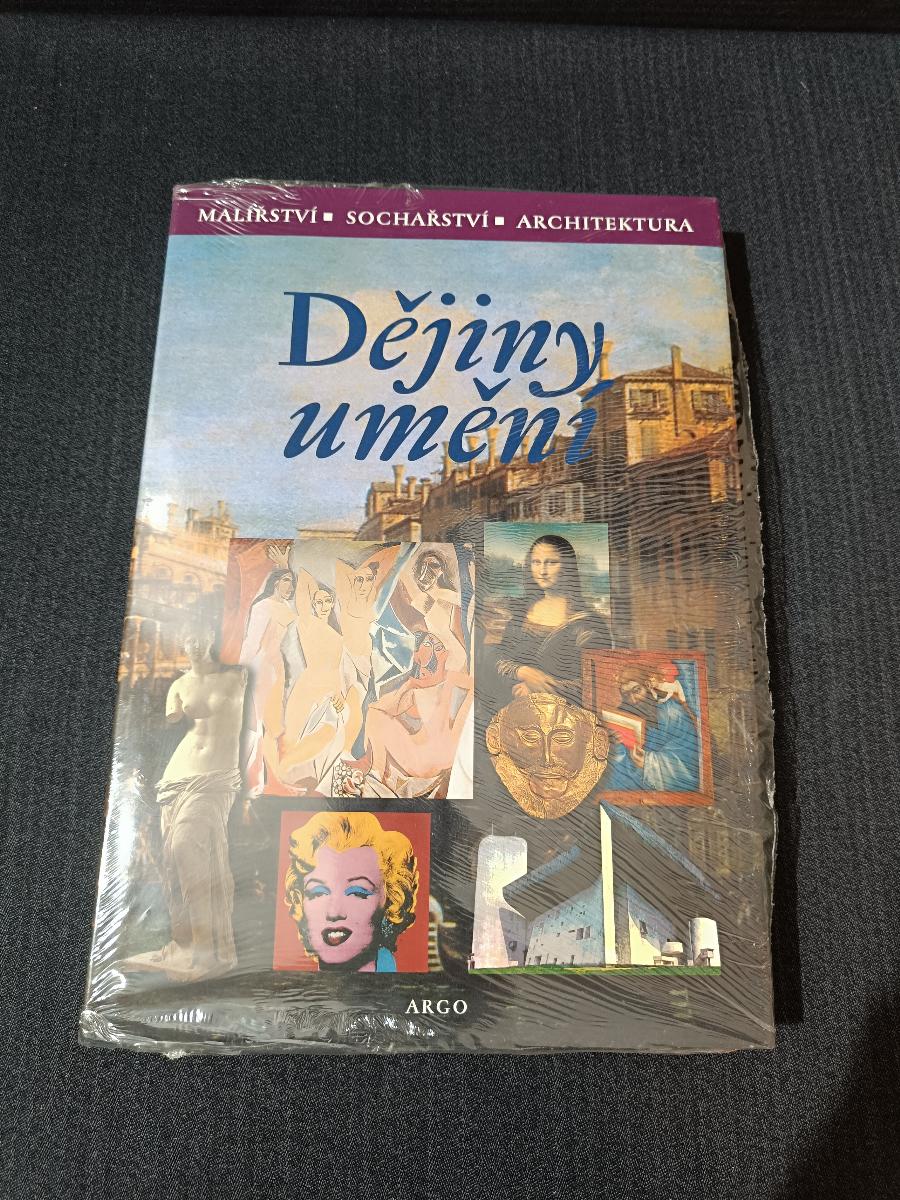 MALÍŘSTVÍ ▪ SOCHAŘSTVÍ ▪ ARCHITEKTURA
Dějiny
umění
ARGO